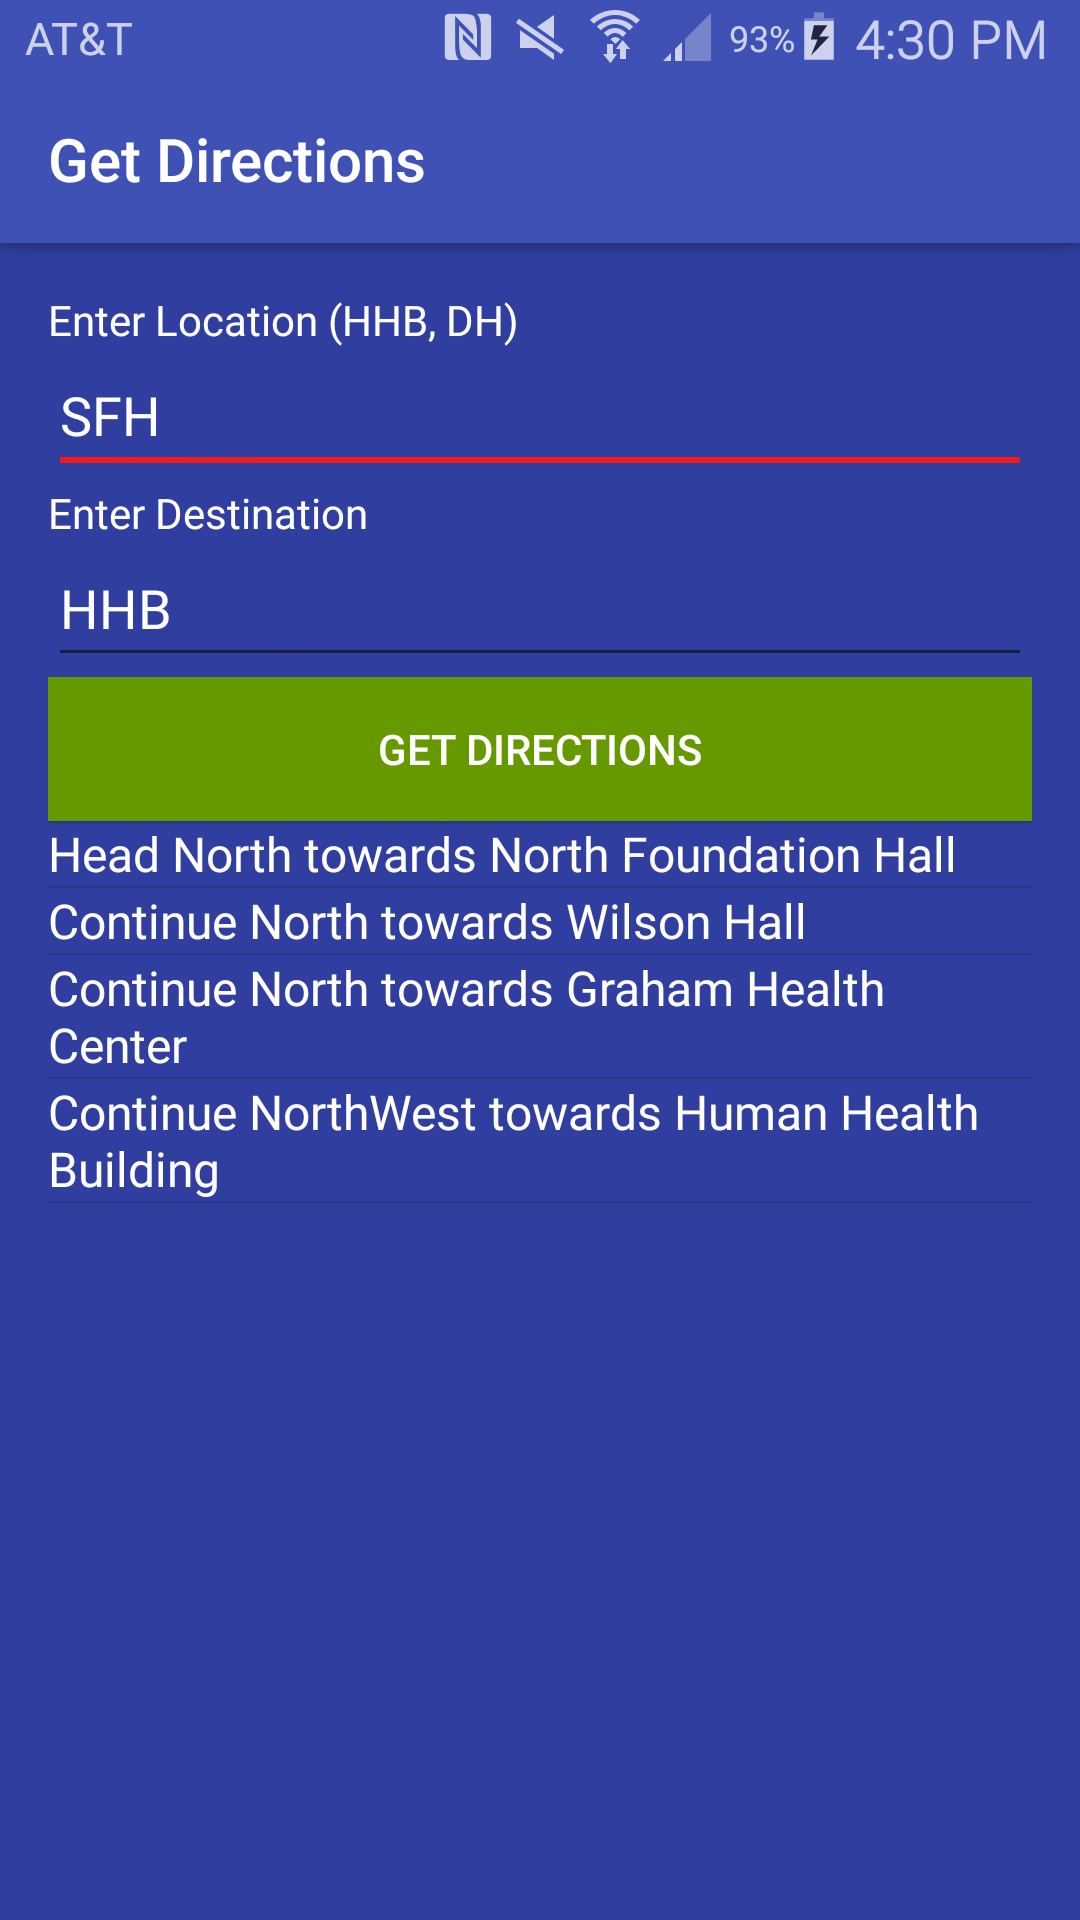 AT&T 93% 4:30 PM
Get Directions
Enter Location (HHB, DH)
SFH
Enter Destination
HHB
GET DIRECTIONS
Head North towards North Foundation Hall
Continue North towards Wilson Hall
Continue North towards Graham Health
Center
Continue NorthWest towards Human Health
Building